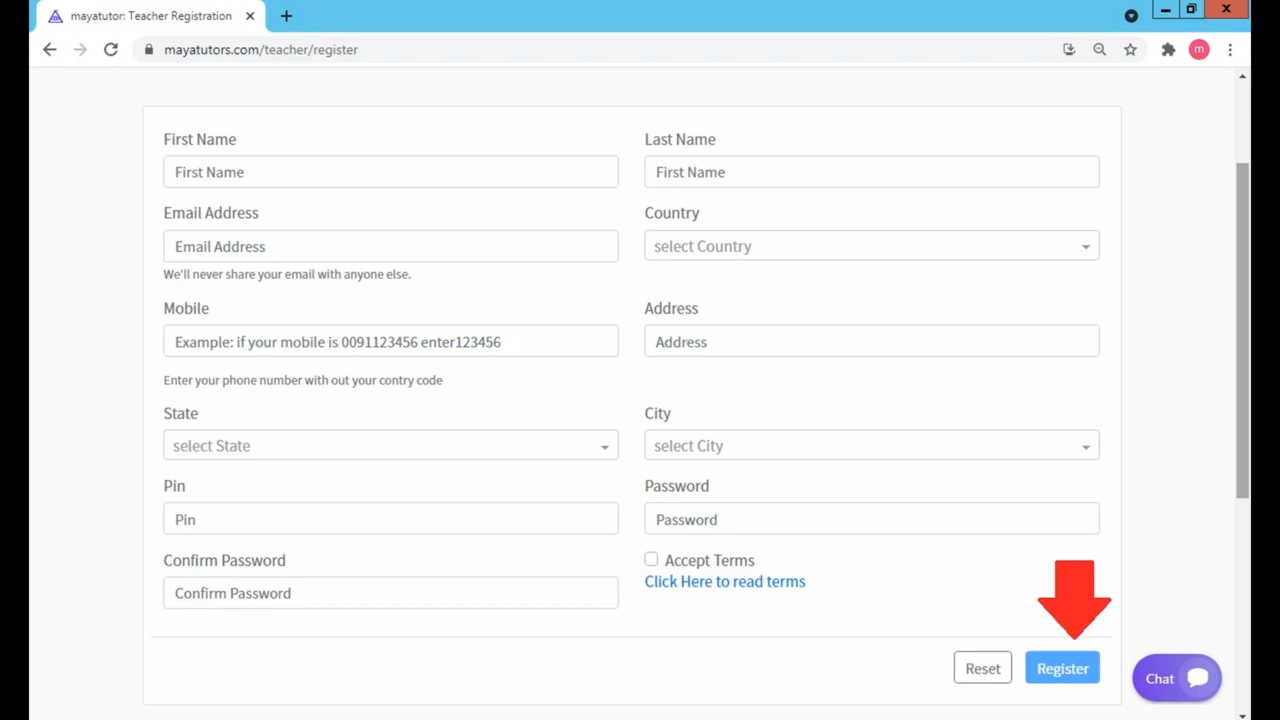 mayatutor: Teacher Registration
mayatutors.com/teacher/register
m
First Name
Last Name
First Name
First Name
Email Address
Country
Email Address
select Country
We'll never share your email with anyone else.
Mobile
Address
Example: if your mobile is 0091123456 enter123456
Address
Enter your phone number with out your contry code
State
City
select State
select City
Pin
Password
Pin
Password
Confirm Password
Accept Terms
Click Here to read terms
Confirm Password
Reset
Register
Chat